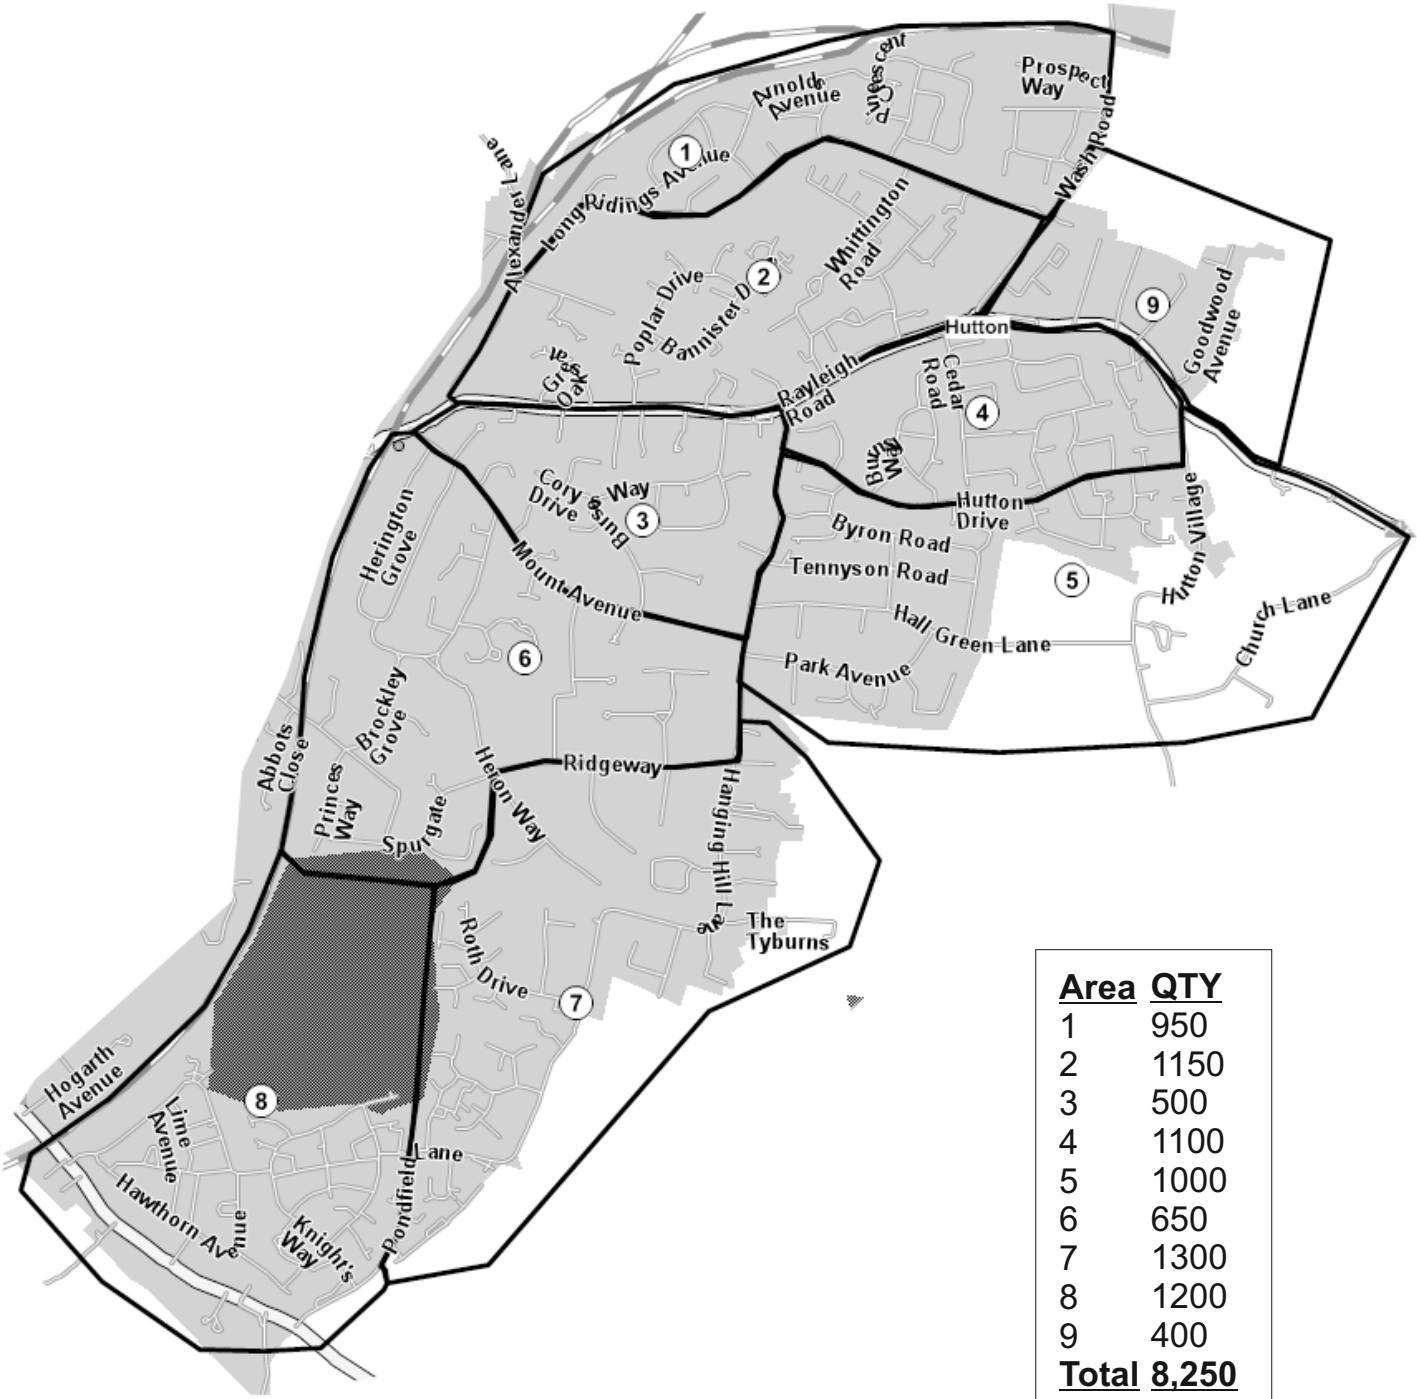 Prospect
Way
Pinescent
Arnolds
Avenue
Wash Road
1
Long Ridings Avenue
Alexander Lane
Whittington
Road
2
Poplar Drive
Bannister D
9
Goodwood
Avenue
Hutton
Great
Oaks
Rayleigh
Road
Cedar
Road
4
Way
Cory
Drive
Way
3
Herington
Grove
Hutton
Drive
Hutton Village
Byron Road
Tennyson Road
5
Mount Avenue
Hall Green Lane
Church Lane
6
Park Avenue
Brockley
Grove
Abbots
Close
Ridgeway
Heron Way
Princes
Way
Spurgate
Hanging Hill Lane
The
Tyburns
Roth Drive
7
Hogarth
Avenue
8
Lime
Avenue
Pondfield Lane
Hawthorn Avenue
Knight's
Way
Area QTY
1 950
2 1150
3 500
4 1100
5 1000
6 650
7 1300
8 1200
9 400
Total 8,250